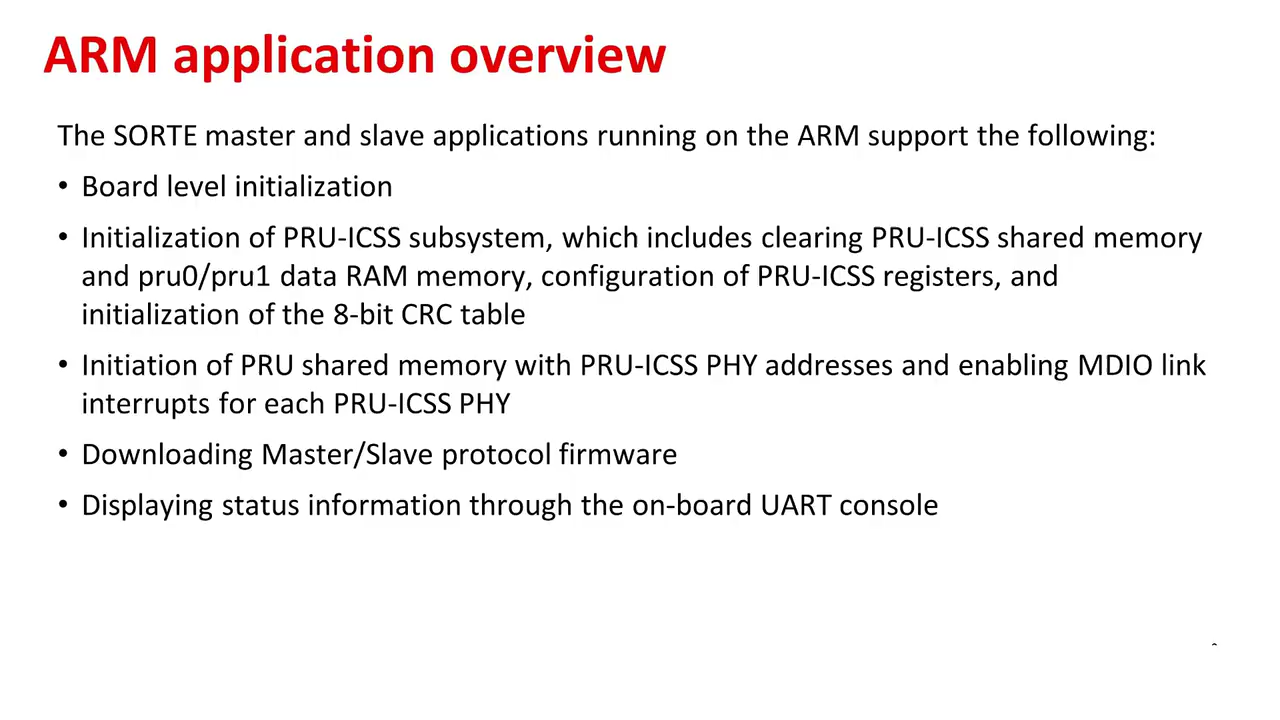 ARM application overview
The SORTE master and slave applications running on the ARM support the following:
• Board level initialization
• Initialization of PRU-ICSS subsystem, which includes clearing PRU-ICSS shared memory
and pru0/pru1 data RAM memory, configuration of PRU-ICSS registers, and
initialization of the 8-bit CRC table
• Initiation of PRU shared memory with PRU-ICSS PHY addresses and enabling MDIO link
interrupts for each PRU-ICSS PHY
• Downloading Master/Slave protocol firmware
• Displaying status information through the on-board UART console